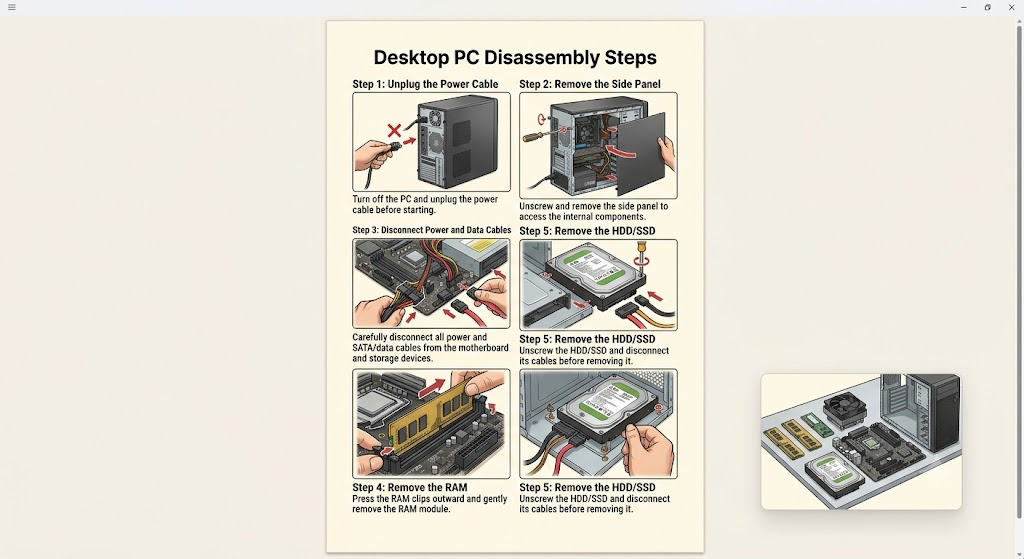 Desktop PC Disassembly Steps
Step 1: Unplug the Power Cable
Turn off the PC and unplug the power
cable before starting.
Step 2: Remove the Side Panel
Unscrew and remove the side panel to
access the internal components.
Step 3: Disconnect Power and Data Cables
Carefully disconnect all power and
SATA/data cables from the motherboard
and storage devices.
Step 5: Remove the HDD/SSD
Step 5: Remove the HDD/SSD
Unscrew the HDD/SSD and disconnect
its cables before removing it.
Step 4: Remove the RAM
Press the RAM clips outward and gently
remove the RAM module.
Step 5: Remove the HDD/SSD
Unscrew the HDD/SSD and disconnect
its cables before removing it.